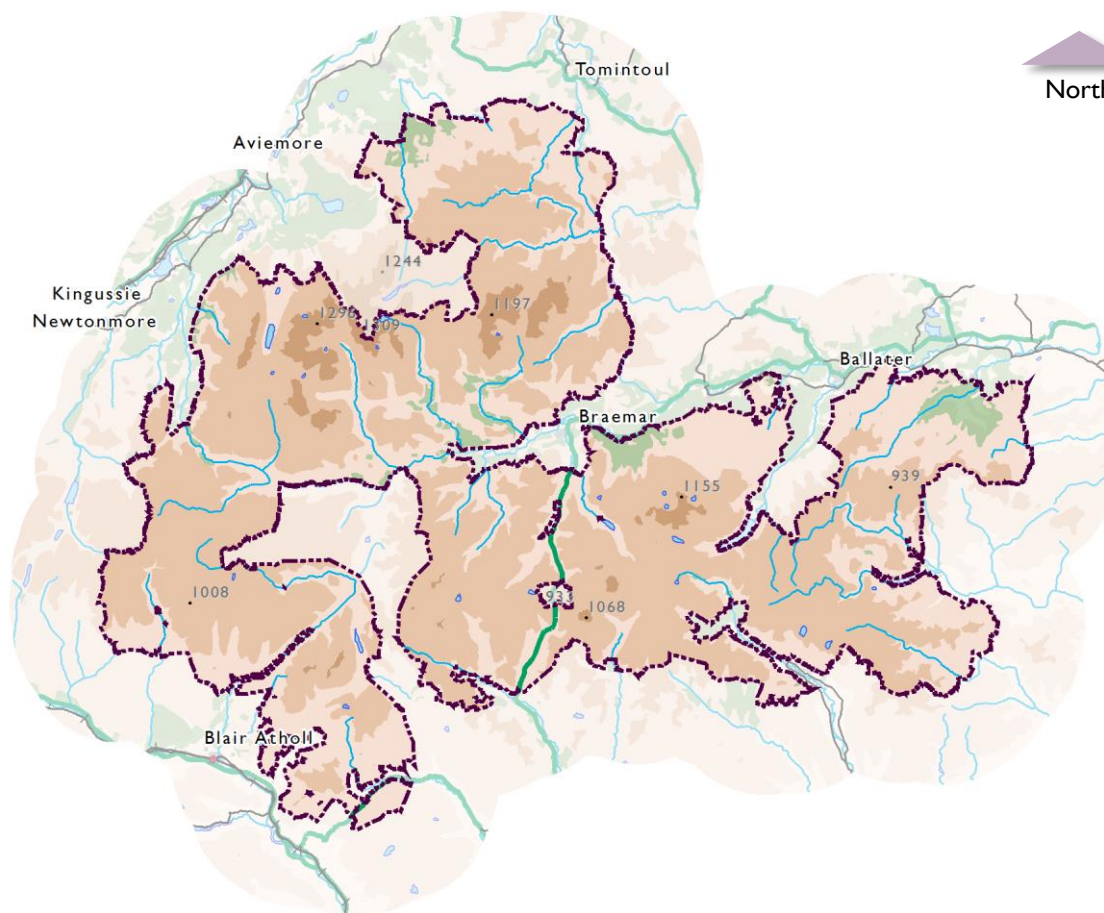 Tomintoul
North
Aviemore
1244
Kingussie
Newtonmore
1296
1309
1197
Ballater
Braemar
939
1155
1008
933
1068
Blair Atholl